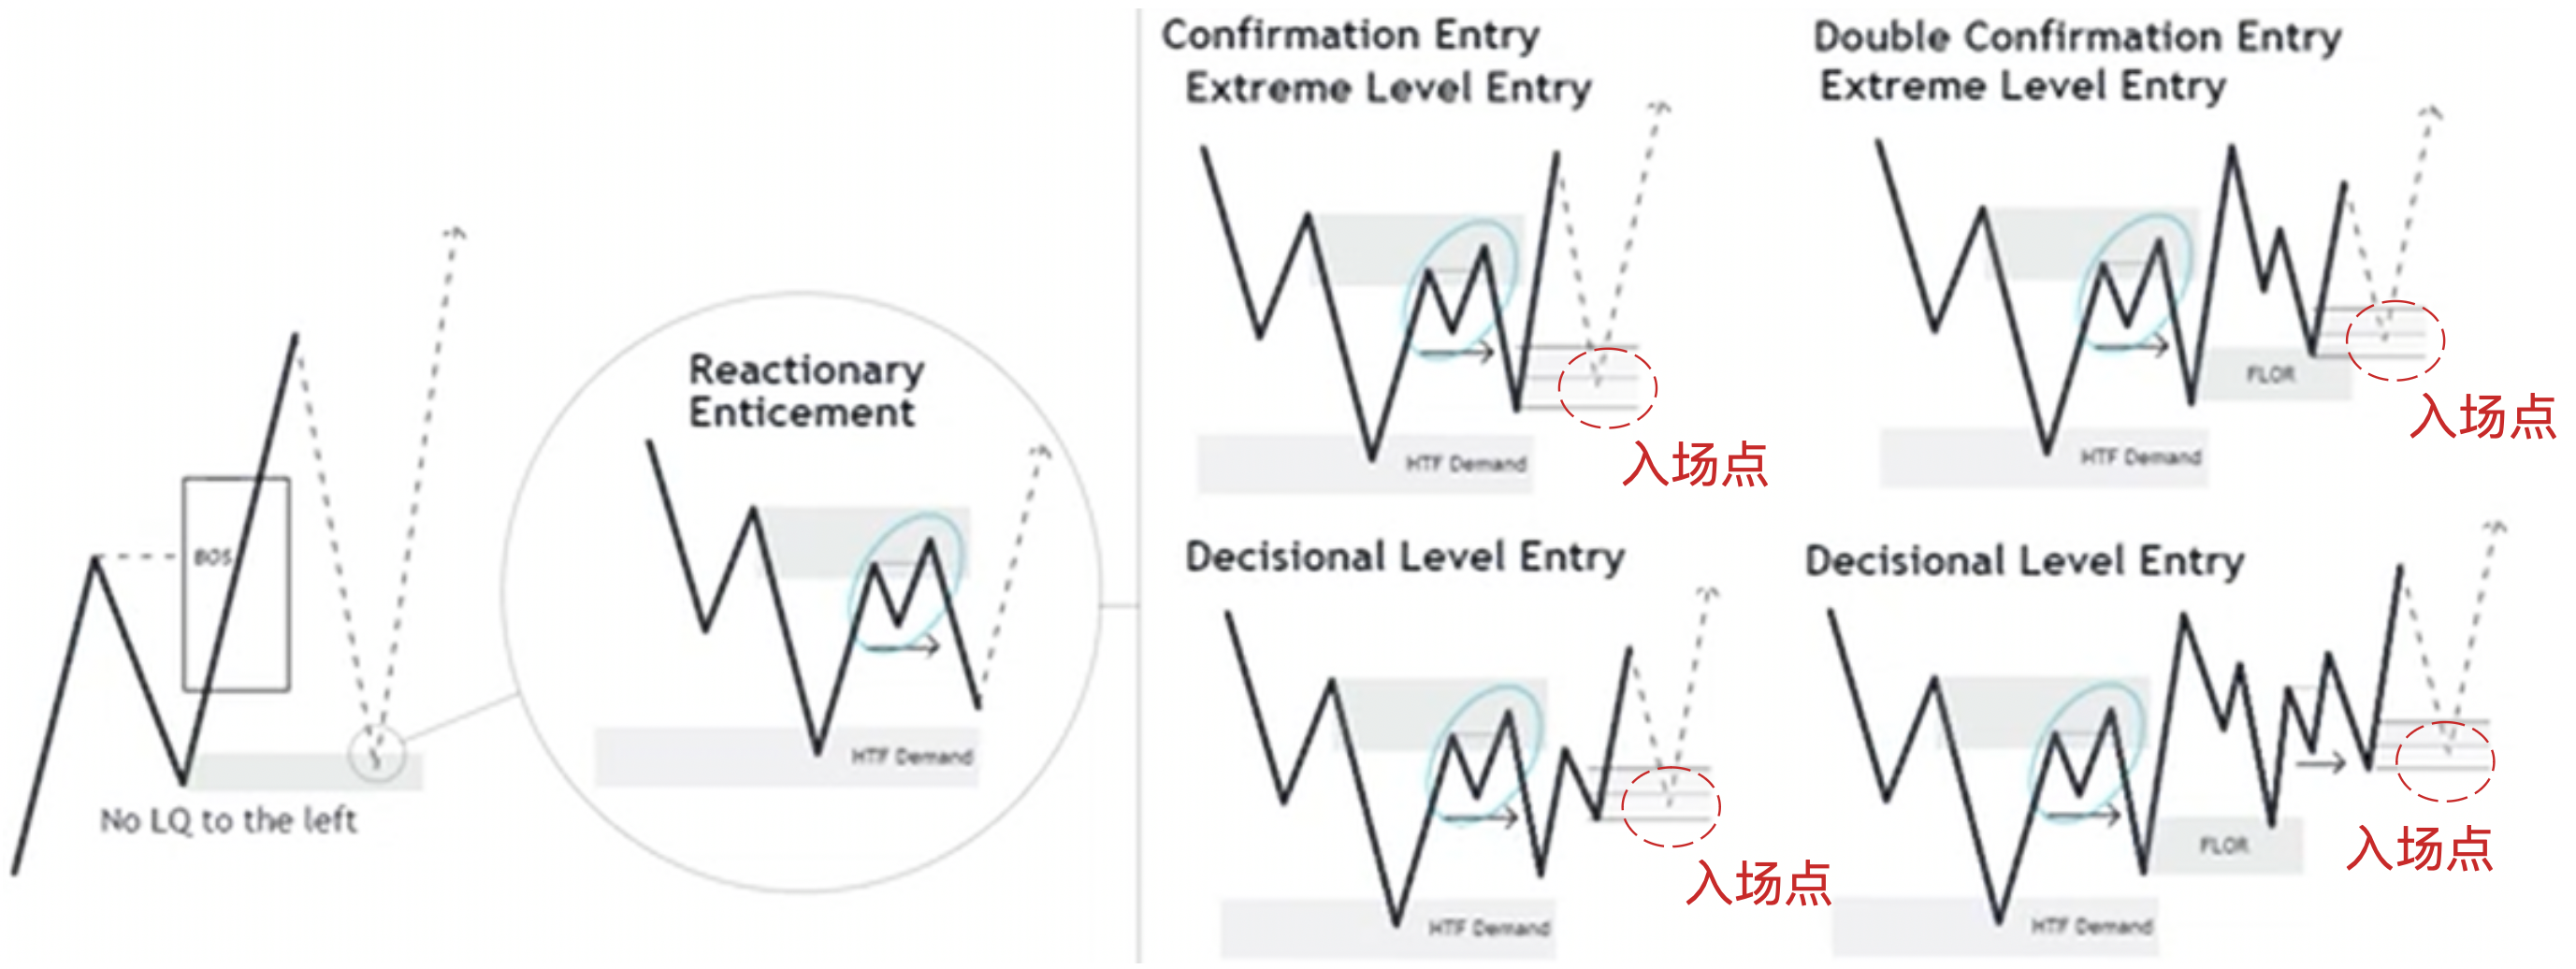 BOS
No LQ to the left
Reactionary
Enticement
HTF Demand
Confirmation Entry
Extreme Level Entry
HTF Demand
入场点
Double Confirmation Entry
Extreme Level Entry
FLOR
HTF Demand
入场点
Decisional Level Entry
HTF Demand
入场点
Decisional Level Entry
FLOR
HTF Demand
入场点